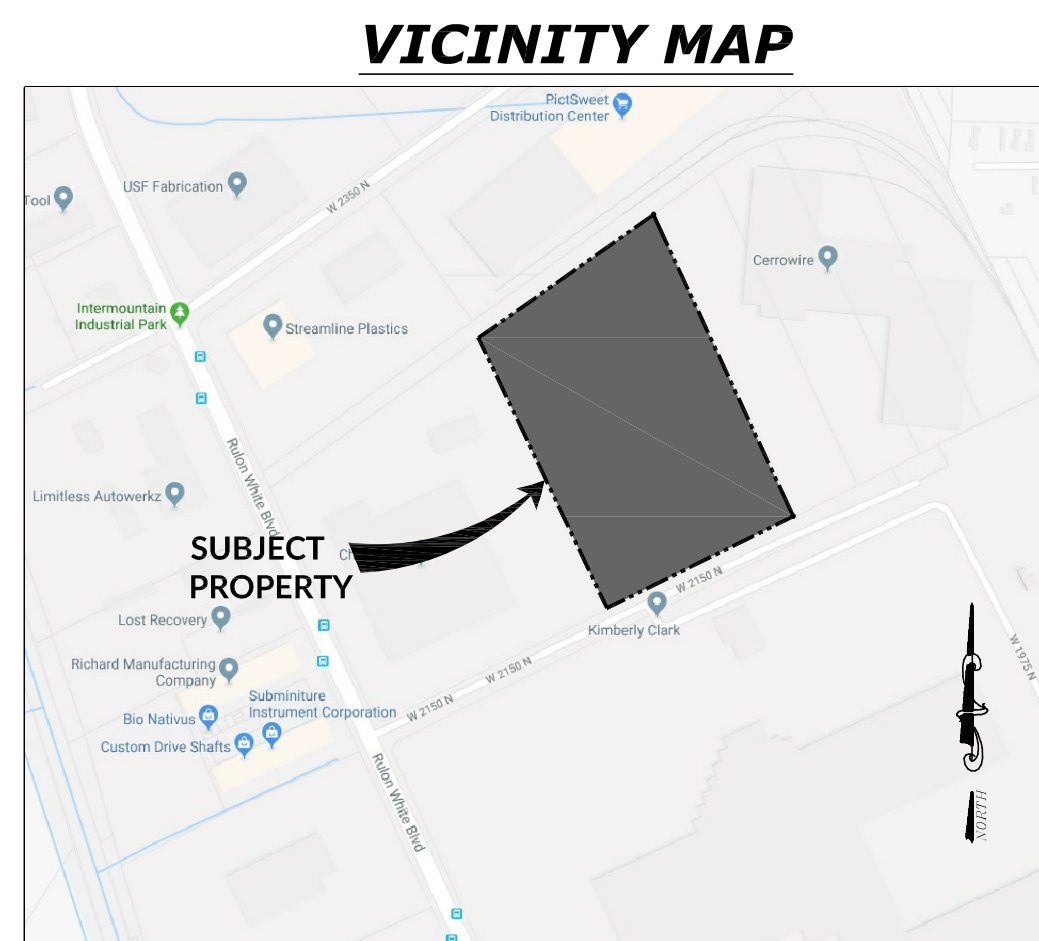 VICINITY MAP
PictSweet
Distribution Center
USF Fabrication
Tool
W 2350 N
Cerrowire
Intermountain
Industrial Park
Streamline Plastics
Rulon White Blvd
Limitless Autowerkz
SUBJECT
PROPERTY
W 2150 N
Kimberly Clark
Lost Recovery
W 1975 N
Richard Manufacturing
Company
W 2150 N
Subminiture
Instrument Corporation
W 2150 N
Bio Nativus
Custom Drive Shafts
Rulon White Blvd
NORTH